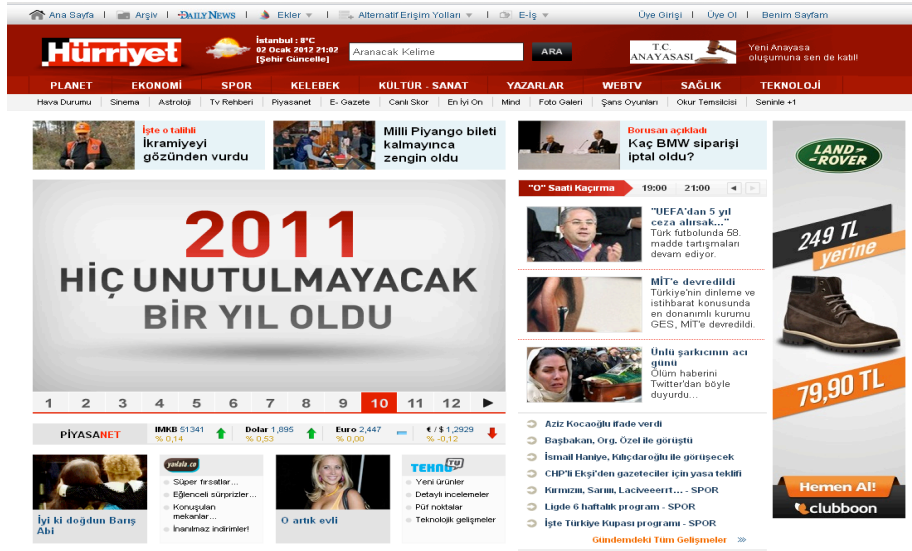 Ana Sayfa | Arşiv | DAILY NEWS | Ekler | Alternatif Erişim Yolları | E-İş
Üye Girişi | Üye Ol | Benim Sayfam
Hürriyet
İstanbul : 8°C
02 Ocak 2012 21:02
[Şehir Güncelle]
Aranacak Kelime
ARA
T.C.
ANAYASASI
Yeni Anayasa
oluşumuna sen de katıl!
PLANET EKONOMİ SPOR KELEBEK KÜLTÜR - SANAT YAZARLAR WEBTV SAĞLIK TEKNOLOJİ
Hava Durumu | Sinema | Astroloji | Tv Rehberi | Piyasanet | E- Gazete | Canlı Skor | En İyi On | Mind | Foto Galeri | Şans Oyunları | Okur Temsilcisi | Seninle +1
İşte o talihli
İkramiyeyi
gözünden vurdu
Milli Piyango bileti
kalmayınca
zengin oldu
Borusan açıkladı
Kaç BMW siparişi
iptal oldu?
2011
HİÇ UNUTULMAYACAK
BİR YIL OLDU
1 2 3 4 5 6 7 8 9 10 11 12
"O" Saati Kaçırma 19:00 21:00
"UEFA'dan 5 yıl
ceza alırsak..."
Türk futbolunda 58.
madde tartışmaları
devam ediyor.
MİT'e devredildi
Türkiye'nin dinleme ve
istihbarat konusunda
en donanımlı kurumu
GES, MİT'e devredildi.
Ünlü şarkıcının acı
günü
Ölüm haberini
Twitter'dan böyle
duyurdu...
Aziz Kocaoğlu ifade verdi
Başbakan, Org. Özel ile görüştü
İsmail Haniye, Kılıçdaroğlu ile görüşecek
CHP'li Ekşi'den gazeteciler için yasa teklifi
Kırmızıı, Sarıııı, Laciveeerrt... - SPOR
Ligde 6 haftalık program - SPOR
İşte Türkiye Kupası programı - SPOR
Gündemdeki Tüm Gelişmeler
PİYASANET
IMKB 51341
% 0,14
Dolar 1,895
% 0,53
Euro 2,447
% 0,00
€ / $ 1,2929
% -0,12
İyi ki doğdun Barış
Abi
yakala.co
Süper fırsatlar...
Eğlenceli sürprizler...
Konuşulan
mekanlar...
İnanılmaz indirimler!
O artık evli
TEKNO TU
Yeni ürünler
Detaylı incelemeler
Püf noktalar
Teknolojik gelişmeler
LAND-
-ROVER
249 TL
yerine
79,90 TL
Hemen Al!
clubboon